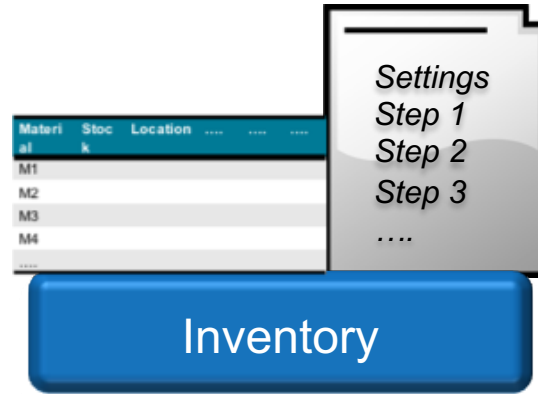 Settings
Step 1
Step 2
Step 3
....
Materi Stoc Location .... .... ....
al k
M1
M2
M3
M4
....
Inventory